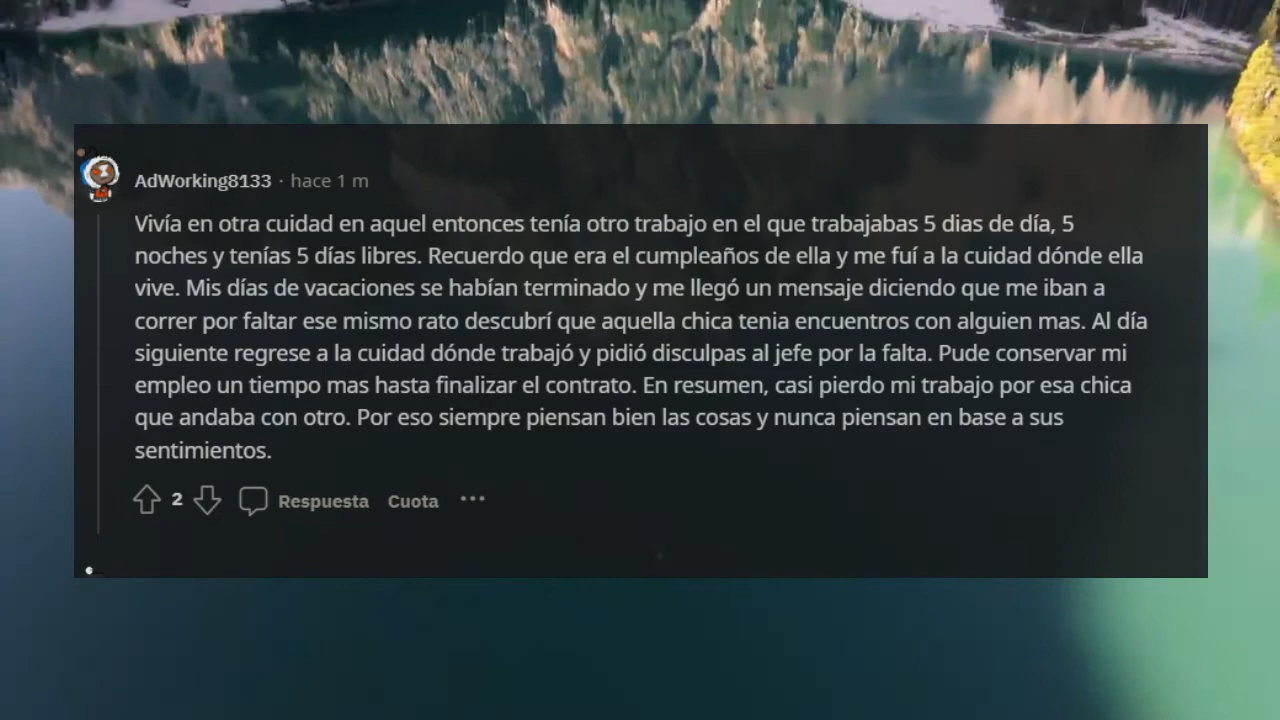 AdWorking8133 · hace 1 m
Vivía en otra cuidad en aquel entonces tenía otro trabajo en el que trabajabas 5 dias de día, 5
noches y tenías 5 días libres. Recuerdo que era el cumpleaños de ella y me fuí a la cuidad dónde ella
vive. Mis días de vacaciones se habían terminado y me llegó un mensaje diciendo que me iban a
correr por faltar ese mismo rato descubrí que aquella chica tenia encuentros con alguien mas. Al día
siguiente regrese a la cuidad dónde trabajó y pidió disculpas al jefe por la falta. Pude conservar mi
empleo un tiempo mas hasta finalizar el contrato. En resumen, casi pierdo mi trabajo por esa chica
que andaba con otro. Por eso siempre piensan bien las cosas y nunca piensan en base a sus
sentimientos.
2 Respuesta Cuota ···